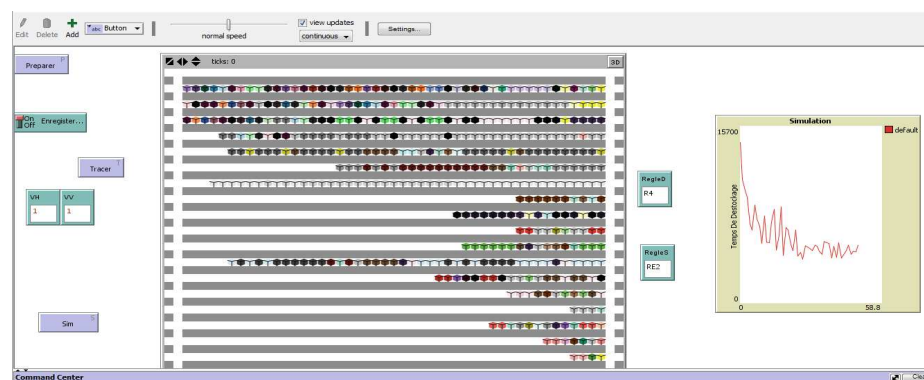 Edit Delete Add abc Button normal speed view updates continuous Settings...
ticks: 0 3D
Preparer P
On Off Enregister...
Tracer T
VH 1 VV 1
Sim S
RegleD
R4
RegleS
RE2
Simulation
15700
Temps De Destockage
0
0 58.8
default
Command Center